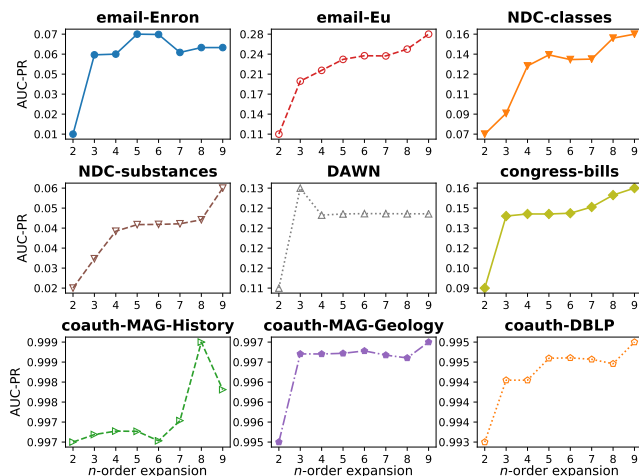 email-Enron
AUC-PR
0.07
0.06
0.04
0.03
0.01
2 3 4 5 6 7 8 9
email-Eu
0.28
0.24
0.21
0.17
0.14
0.11
2 3 4 5 6 7 8 9
NDC-classes
0.16
0.14
0.13
0.11
0.09
0.07
2 3 4 5 6 7 8 9
NDC-substances
AUC-PR
0.06
0.05
0.04
0.04
0.03
0.02
2 3 4 5 6 7 8 9
DAWN
0.13
0.12
0.12
0.11
2 3 4 5 6 7 8 9
congress-bills
0.16
0.15
0.13
0.12
0.10
0.09
2 3 4 5 6 7 8 9
coauth-MAG-History
AUC-PR
0.999
0.998
0.998
0.997
2 3 4 5 6 7 8 9
n-order expansion
coauth-MAG-Geology
0.997
0.996
0.996
0.995
2 3 4 5 6 7 8 9
n-order expansion
coauth-DBLP
0.995
0.994
0.994
0.993
2 3 4 5 6 7 8 9
n-order expansion